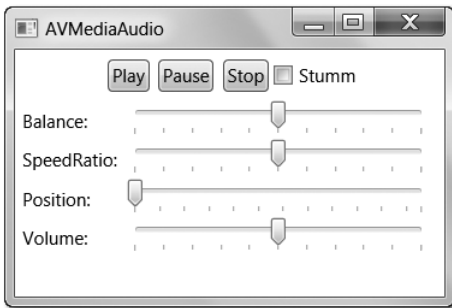 AVMediaAudio
Play Pause Stop Stumm
Balance:
SpeedRatio:
Position:
Volume: